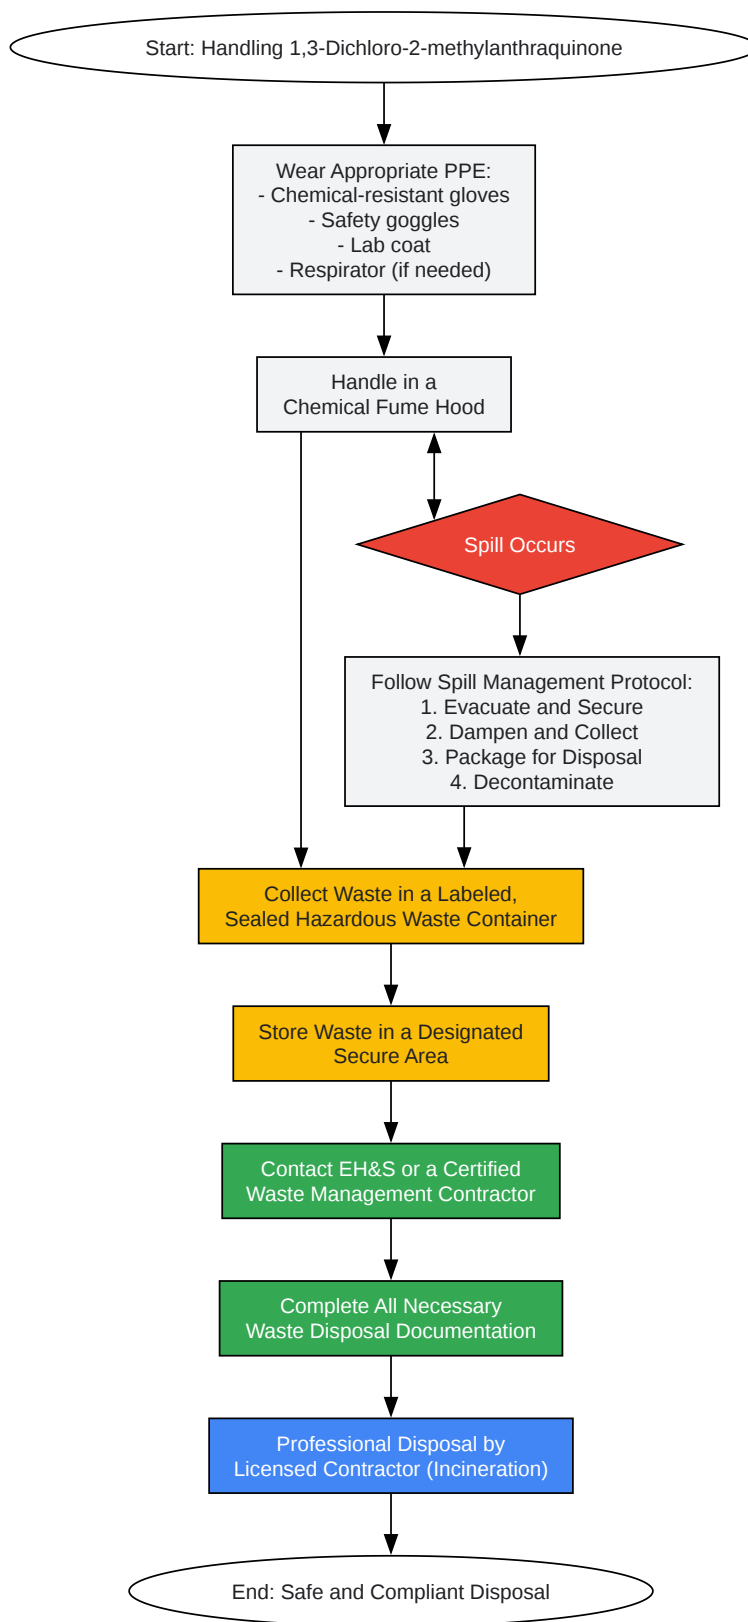 Start: Handling 1,3-Dichloro-2-methylanthraquinone
Wear Appropriate PPE:
- Chemical-resistant gloves
- Safety goggles
- Lab coat
- Respirator (if needed)
Handle in a
Chemical Fume Hood
Spill Occurs
Follow Spill Management Protocol:
1. Evacuate and Secure
2. Dampen and Collect
3. Package for Disposal
4. Decontaminate
Collect Waste in a Labeled,
Sealed Hazardous Waste Container
Store Waste in a Designated
Secure Area
Contact EH&S or a Certified
Waste Management Contractor
Complete All Necessary
Waste Disposal Documentation
Professional Disposal by
Licensed Contractor (Incineration)
End: Safe and Compliant Disposal